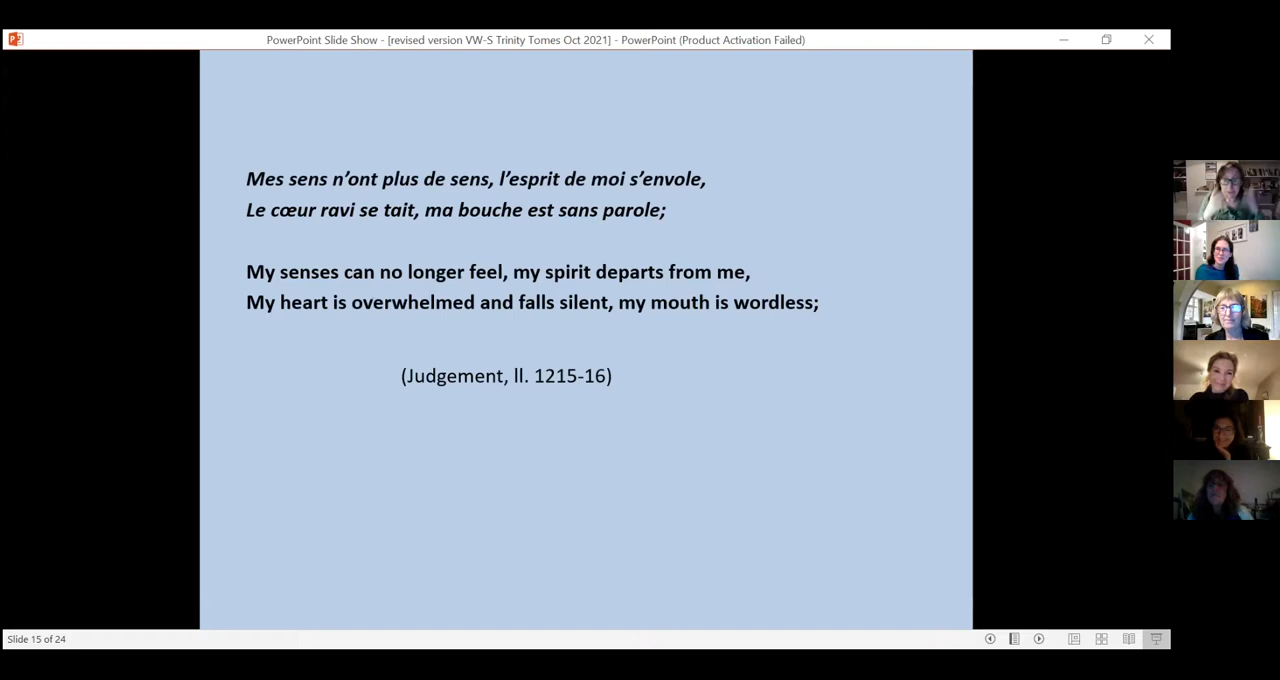 PowerPoint Slide Show - [revised version VW-S Trinity Tomes Oct 2021] - PowerPoint (Product Activation Failed)
Mes sens n’ont plus de sens, l’esprit de moi s’envole,
Le cœur ravi se tait, ma bouche est sans parole;
My senses can no longer feel, my spirit departs from me,
My heart is overwhelmed and falls silent, my mouth is wordless;
(Judgement, ll. 1215-16)
Slide 15 of 24